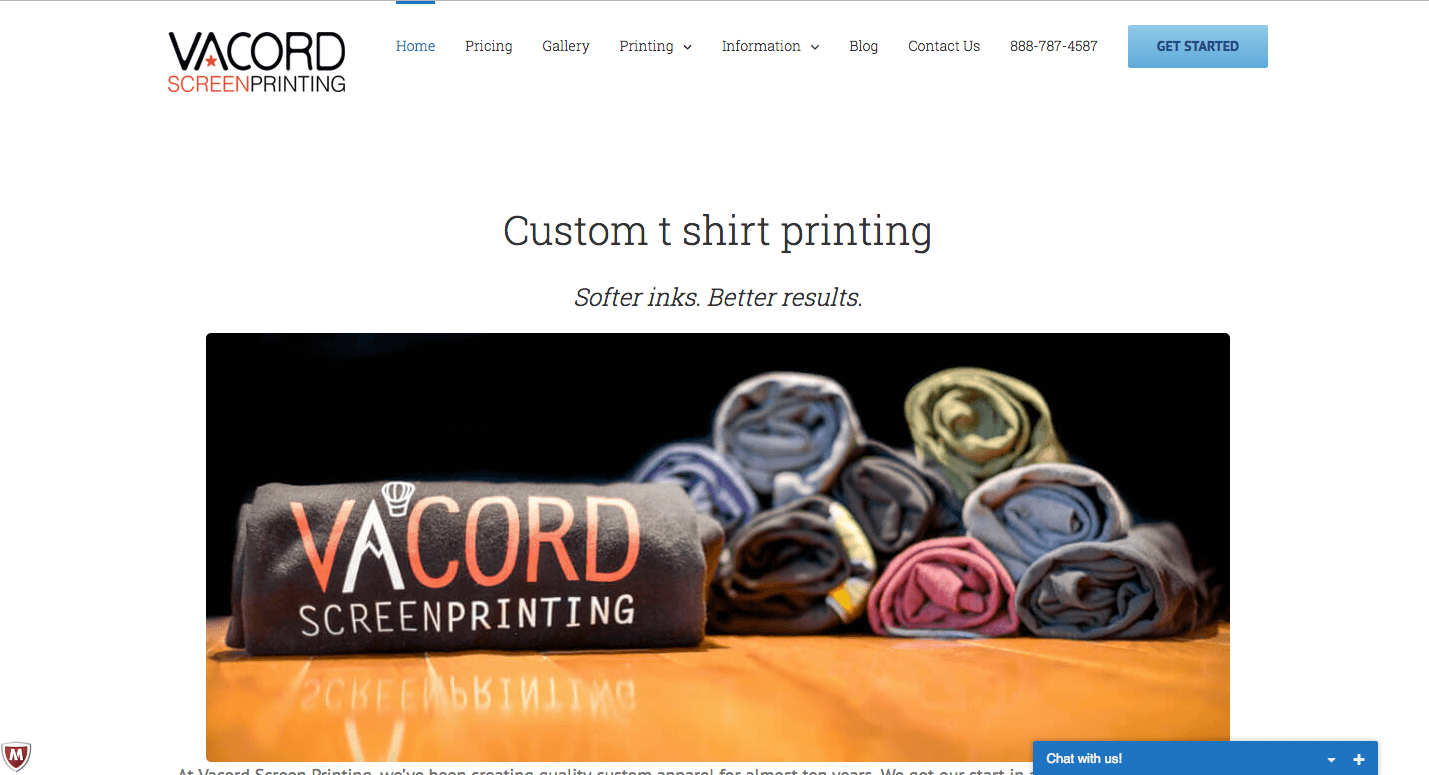 VACORD
SCREENPRINTING
Home Pricing Gallery Printing Information Blog Contact Us 888-787-4587 GET STARTED
Custom t shirt printing
Softer inks. Better results.
VACORD
SCREENPRINTING
SCREENPRINTING
M
At Vacord Screen Printing, we've been creating quality custom apparel for almost ten years. We got our start in a
Chat with us!